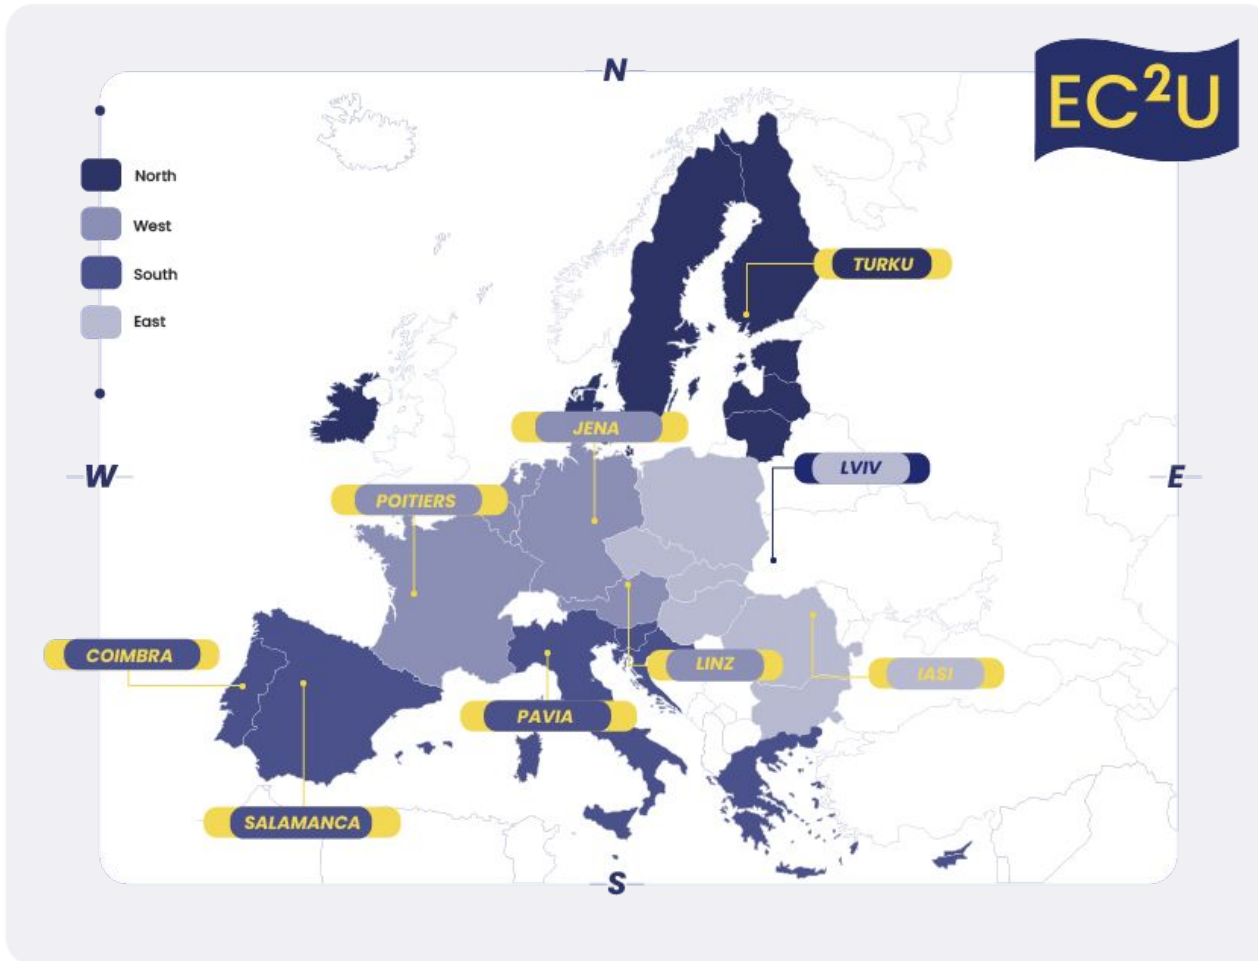 N
EC²U
North
West
South
East
TURKU
JENA
LVIV
W
E
POITIERS
COIMBRA
LINZ
IASI
PAVIA
SALAMANCA
S